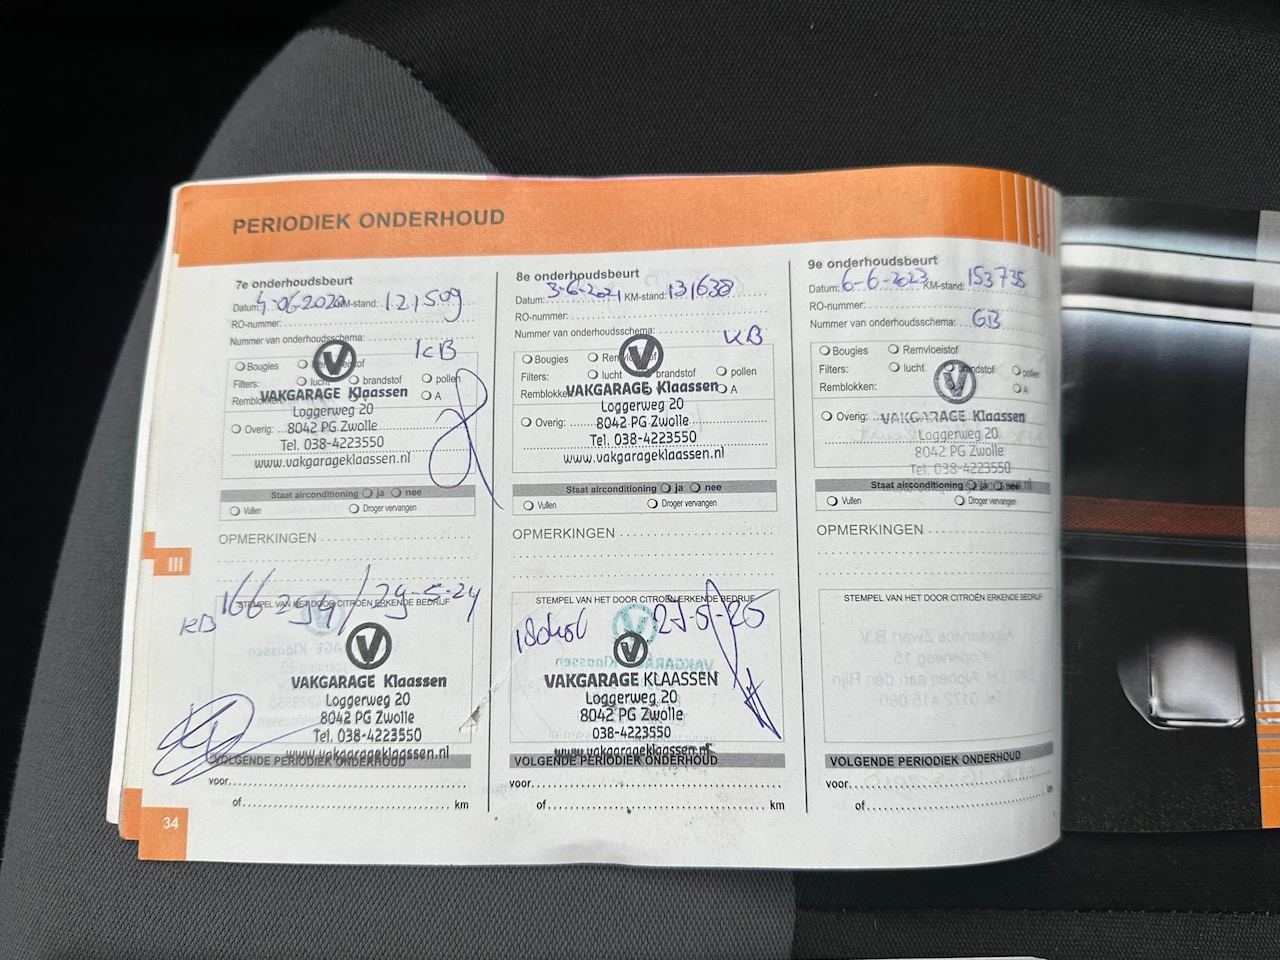 PERIODIEK ONDERHOUD
7e onderhoudsbeurt
Datum: 4-06-2020 KM-stand: 121509
RO-nummer:
Nummer van onderhoudsschema:
KB
Bougies Remvloeistof
Filters: lucht brandstof pollen
Remblokken: V A
VAKGARAGE Klaassen
Loggerweg 20
Overig: 8042 PG Zwolle
Tel. 038-4223550
www.vakgarageklaassen.nl
Staat airconditioning ja nee
Vullen Droger vervangen
OPMERKINGEN
166-299 / 29-5-24
STEMPEL VAN HET DOOR CITROËN ERKENDE BEDRIJF
KB
VAKGARAGE Klaassen
Loggerweg 20
8042 PG Zwolle
Tel. 038-4223550
www.vakgarageklaassen.nl
VOLGENDE PERIODIEK ONDERHOUD
voor
of km
8e onderhoudsbeurt
Datum: 3-6-2021 KM-stand: 131638
RO-nummer:
Nummer van onderhoudsschema:
KB
Bougies Remvloeistof
Filters: lucht brandstof pollen
Remblokken A
VAKGARAGE Klaassen
Loggerweg 20
Overig: 8042 PG Zwolle
Tel. 038-4223550
www.vakgarageklaassen.nl
Staat airconditioning ja nee
Vullen Droger vervangen
OPMERKINGEN
STEMPEL VAN HET DOOR CITROËN ERKENDE BEDRIJF
VAKGARAGE KLAASSEN
Loggerweg 20
8042 PG Zwolle
038-4223550
www.vakgarageklaassen.nl
VOLGENDE PERIODIEK ONDERHOUD
voor
of km
9e onderhoudsbeurt
Datum: 6-6-2023 KM-stand: 153735
RO-nummer:
Nummer van onderhoudsschema: GB
Bougies Remvloeistof
Filters: lucht brandstof pollen
Remblokken: A
Overig: VAKGARAGE Klaassen
Loggerweg 20
8042 PG Zwolle
Tel. 038-4223550
Staat airconditioning ja nee
Vullen Droger vervangen
OPMERKINGEN
STEMPEL VAN HET DOOR CITROËN ERKENDE BEDRIJF
VOLGENDE PERIODIEK ONDERHOUD
voor
of km
III
34